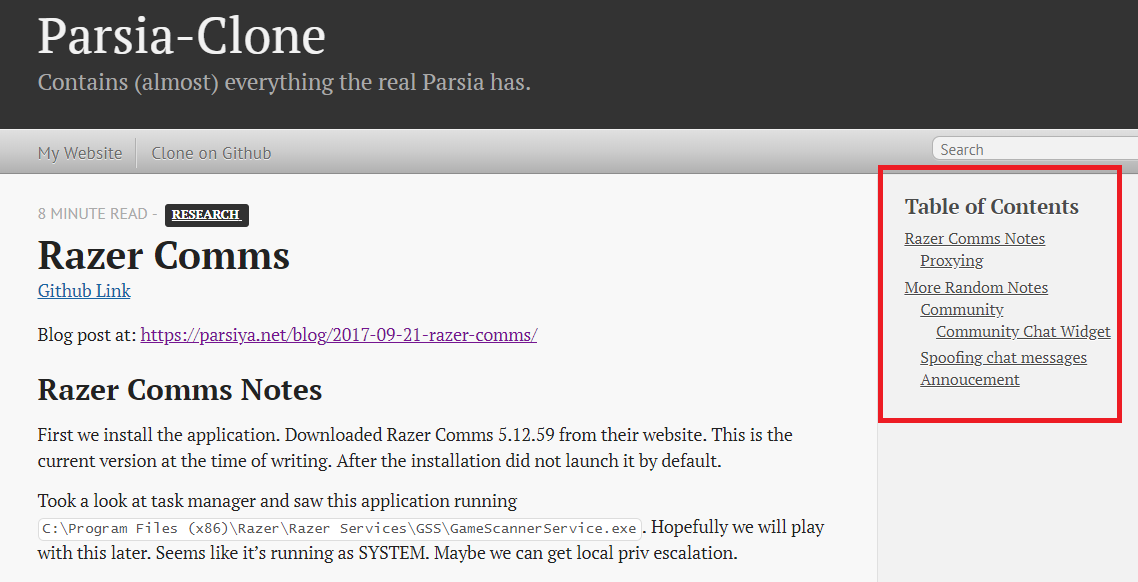 Parsia-Clone
Contains (almost) everything the real Parsia has.
My Website
Clone on Github
Search
8 MINUTE READ - RESEARCH
Razer Comms
Github Link
Blog post at: https://parsiya.net/blog/2017-09-21-razer-comms/
Razer Comms Notes
First we install the application. Downloaded Razer Comms 5.12.59 from their website. This is the
current version at the time of writing. After the installation did not launch it by default.
Took a look at task manager and saw this application running
C:\Program Files (x86)\Razer\Razer Services\GSS\GameScannerService.exe. Hopefully we will play
with this later. Seems like it’s running as SYSTEM. Maybe we can get local priv escalation.
Table of Contents
Razer Comms Notes
Proxying
More Random Notes
Community
Community Chat Widget
Spoofing chat messages
Annoucement